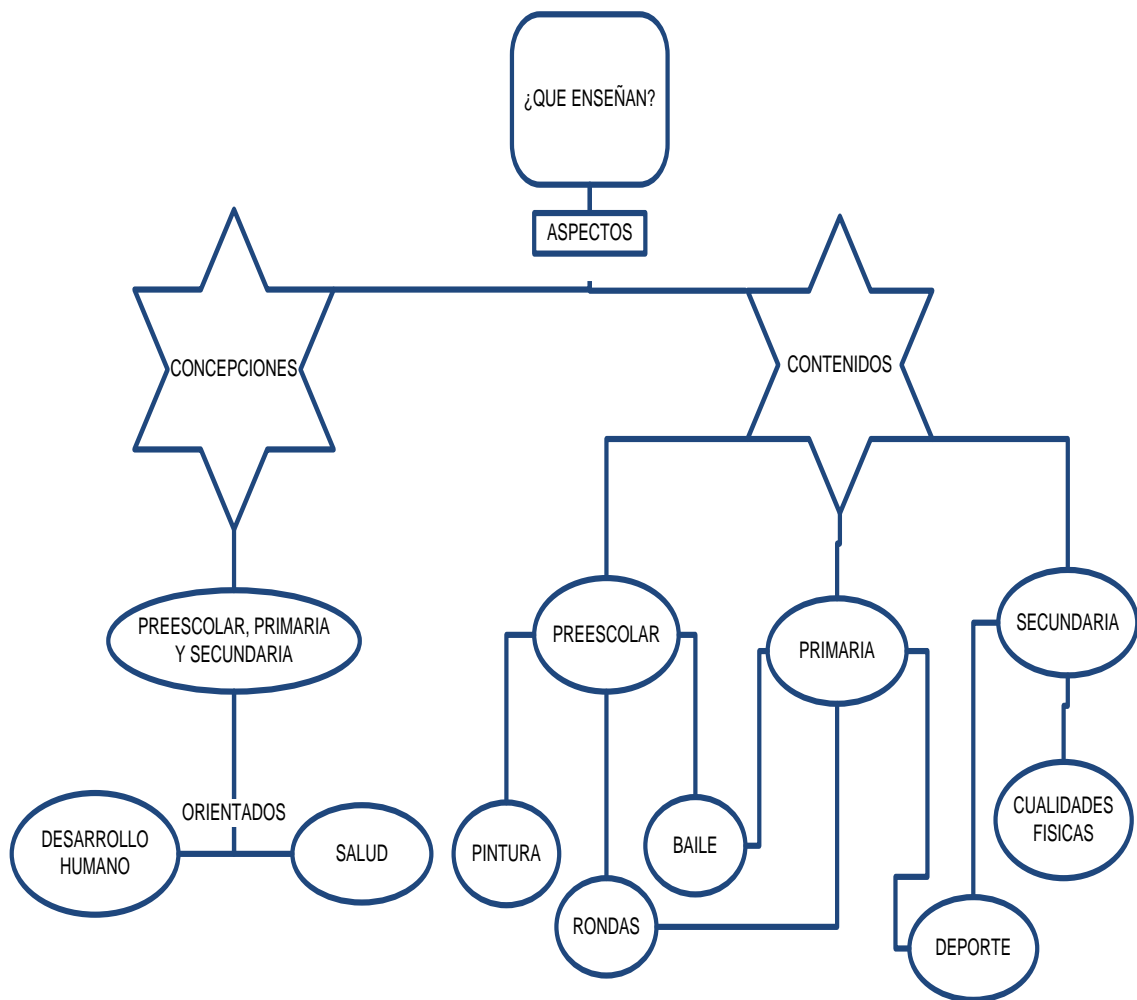 ¿QUE ENSEÑAN?
ASPECTOS
CONCEPCIONES
CONTENIDOS
PREESCOLAR, PRIMARIA
Y SECUNDARIA
PREESCOLAR
PRIMARIA
SECUNDARIA
ORIENTADOS
DESARROLLO
HUMANO
SALUD
PINTURA
BAILE
CUALIDADES
FISICAS
RONDAS
DEPORTE